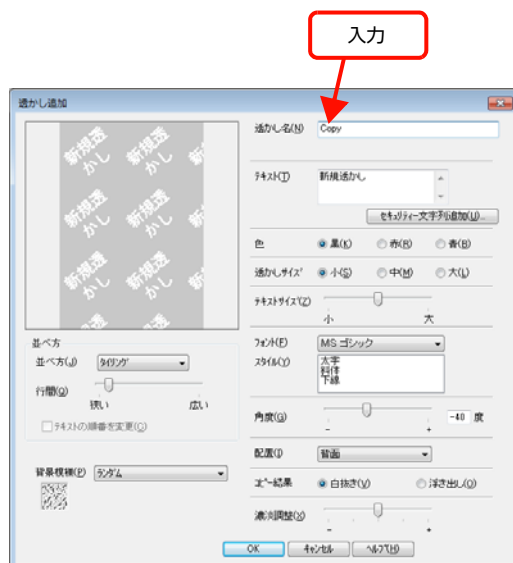 入力
透かし追加
透かし名(N) Copy
新規透かし
テキスト(T) 新規透かし
セキュリティー文字列追加(U)...
色 黒(K) 赤(R) 青(B)
透かしサイズ 小(S) 中(M) 大(L)
テキストサイズ(Z)
小 大
並べ方
並べ方(J) タイリング
行間(Q)
狭い 広い
テキストの順番を変更(C)
背景模様(P) ランダム
フォント(F) MS ゴシック
スタイル(Y) 太字
斜体
下線
角度(G) - + -40 度
配置(I) 背面
コピー結果 白抜き(V) 浮き出し(O)
濃淡調整(X)
- +
OK キャンセル ヘルプ(H)